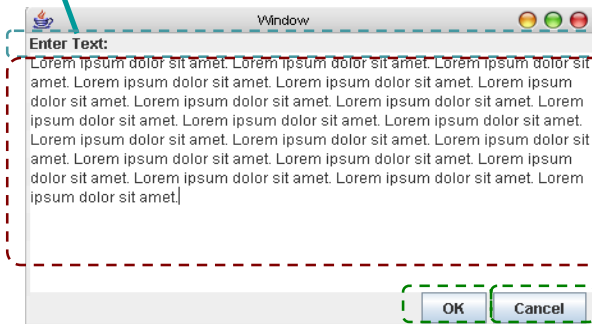 Window
Enter Text:
Lorem ipsum dolor sit amet. Lorem ipsum dolor sit amet. Lorem ipsum dolor sit
amet. Lorem ipsum dolor sit amet. Lorem ipsum dolor sit amet. Lorem ipsum
dolor sit amet. Lorem ipsum dolor sit amet. Lorem ipsum dolor sit amet. Lorem
ipsum dolor sit amet. Lorem ipsum dolor sit amet. Lorem ipsum dolor sit amet.
Lorem ipsum dolor sit amet. Lorem ipsum dolor sit amet. Lorem ipsum dolor sit
amet. Lorem ipsum dolor sit amet. Lorem ipsum dolor sit amet. Lorem ipsum
dolor sit amet. Lorem ipsum dolor sit amet. Lorem ipsum dolor sit amet. Lorem
ipsum dolor sit amet.
OK Cancel